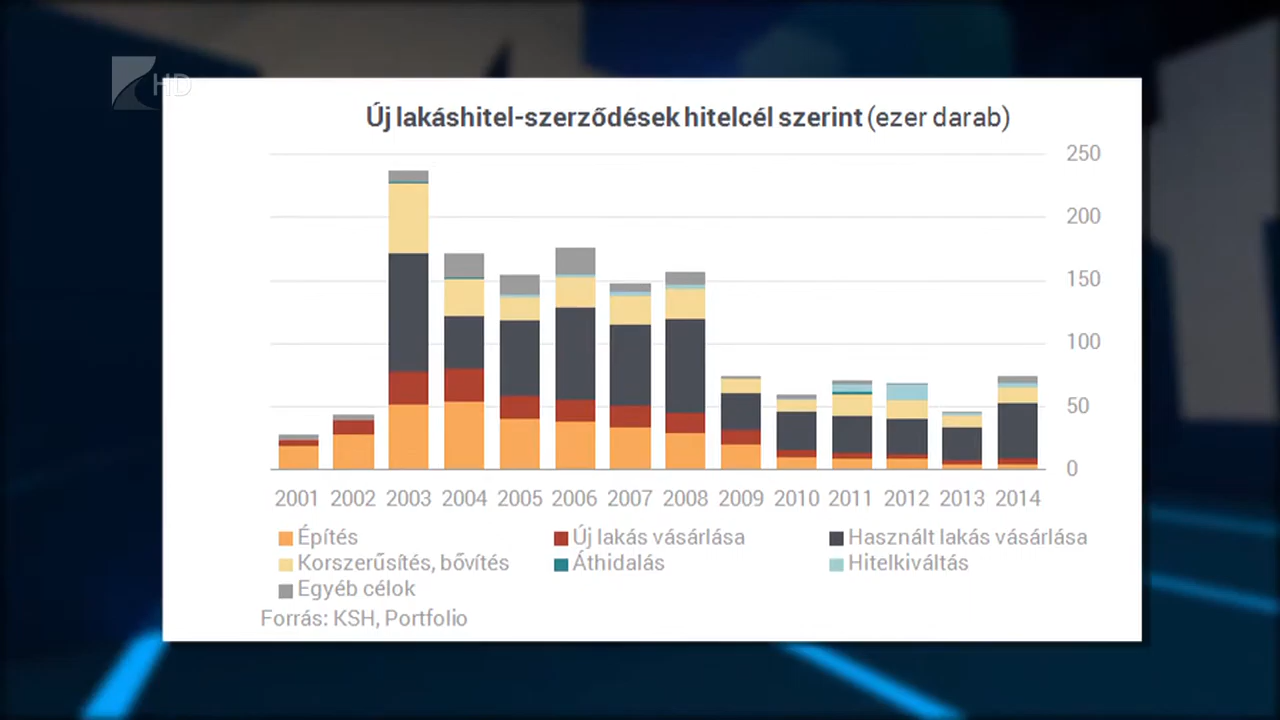 HD
Új lakáshitel-szerződések hitelcél szerint (ezer darab)
250
200
150
100
50
0
2001 2002 2003 2004 2005 2006 2007 2008 2009 2010 2011 2012 2013 2014
Építés Új lakás vásárlása Használt lakás vásárlása
Korszerűsítés, bővítés Áthidalás Hitelkiváltás
Egyéb célok
Forrás: KSH, Portfolio